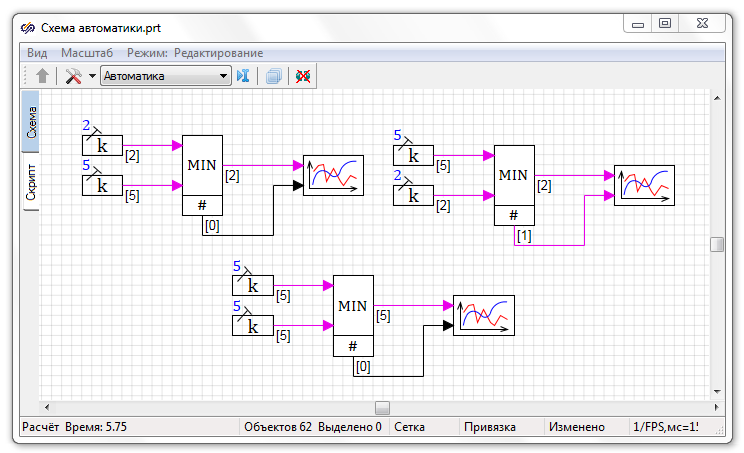 Схема автоматики.prt
Вид Масштаб Режим: Редактирование
Автоматика
Схема
Скрипт
2
k
[2]
5
k
[5]
MIN
[2]
#
[0]
5
k
[5]
2
k
[2]
MIN
[2]
#
[1]
5
k
[5]
5
k
[5]
MIN
[5]
#
[0]
Расчёт Время: 5.75 Объектов 62 Выделено 0 Сетка Привязка Изменено 1/FPS,мс=